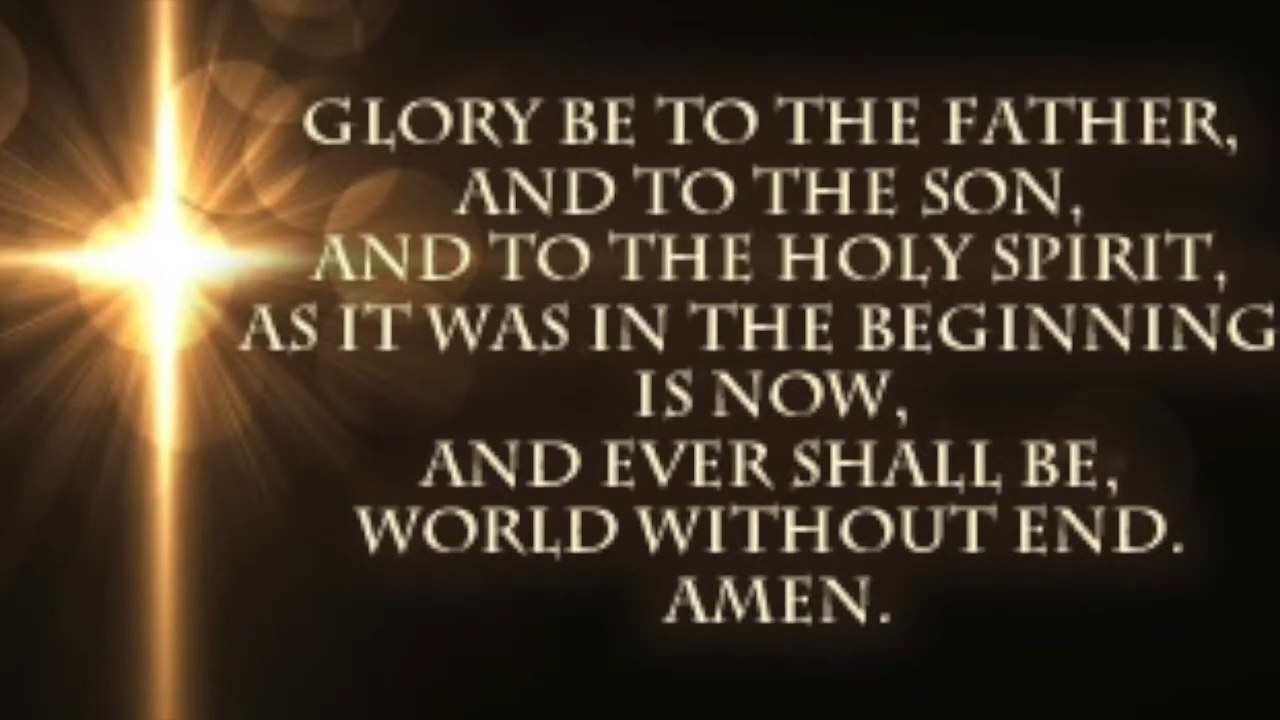 GLORY BE TO THE FATHER,
AND TO THE SON,
AND TO THE HOLY SPIRIT,
AS IT WAS IN THE BEGINNING
IS NOW,
AND EVER SHALL BE,
WORLD WITHOUT END.
AMEN.